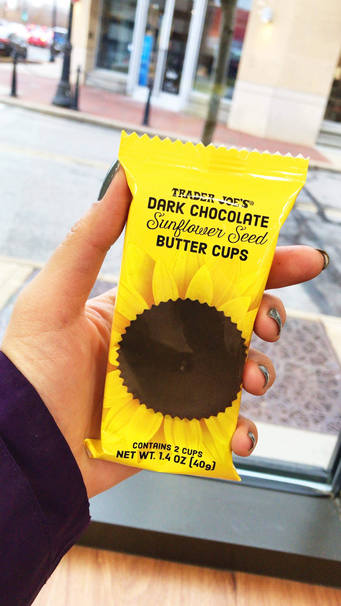 TRADER JOE'S®
DARK CHOCOLATE
Sunflower Seed
BUTTER CUPS
CONTAINS 2 CUPS
NET WT. 1.4 OZ (40g)